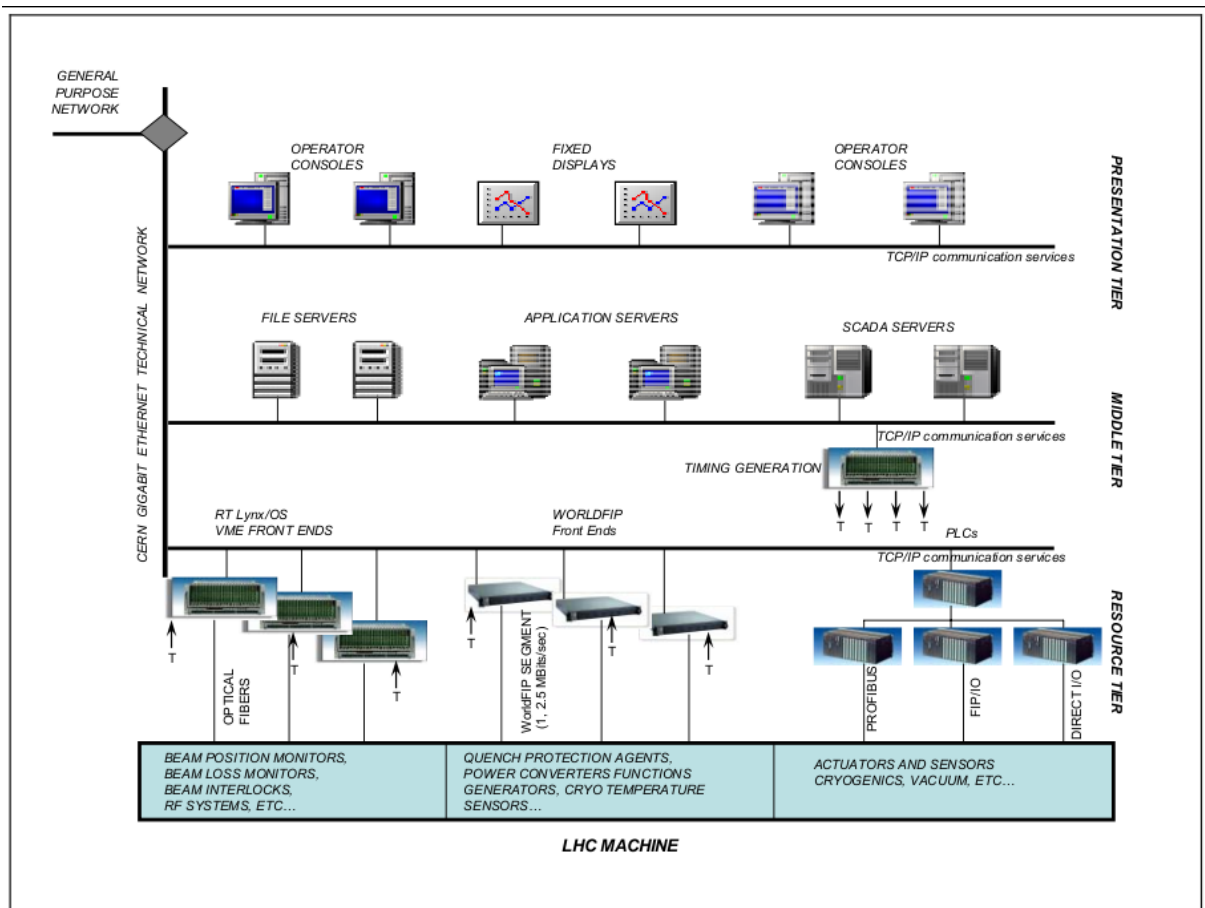 GENERAL
PURPOSE
NETWORK
OPERATOR
CONSOLES
FIXED
DISPLAYS
OPERATOR
CONSOLES
PRESENTATION TIER
TCP/IP communication services
CERN GIGABIT ETHERNET TECHNICAL NETWORK
FILE SERVERS
APPLICATION SERVERS
SCADA SERVERS
MIDDLE TIER
TCP/IP communication services
TIMING GENERATION
T
T
T
T
RT Lynx/OS
VME FRONT ENDS
WORLDFIP
Front Ends
PLCs
TCP/IP communication services
RESOURCE TIER
T
T
T
T
T
T
OPTICAL
FIBERS
WorldFIP SEGMENT
(1, 2.5 MBits/sec)
PROFIBUS
FIP/IO
DIRECT I/O
BEAM POSITION MONITORS,
BEAM LOSS MONITORS,
BEAM INTERLOCKS,
RF SYSTEMS, ETC…
QUENCH PROTECTION AGENTS,
POWER CONVERTERS FUNCTIONS
GENERATORS, CRYO TEMPERATURE
SENSORS…
ACTUATORS AND SENSORS
CRYOGENICS, VACUUM, ETC…
LHC MACHINE